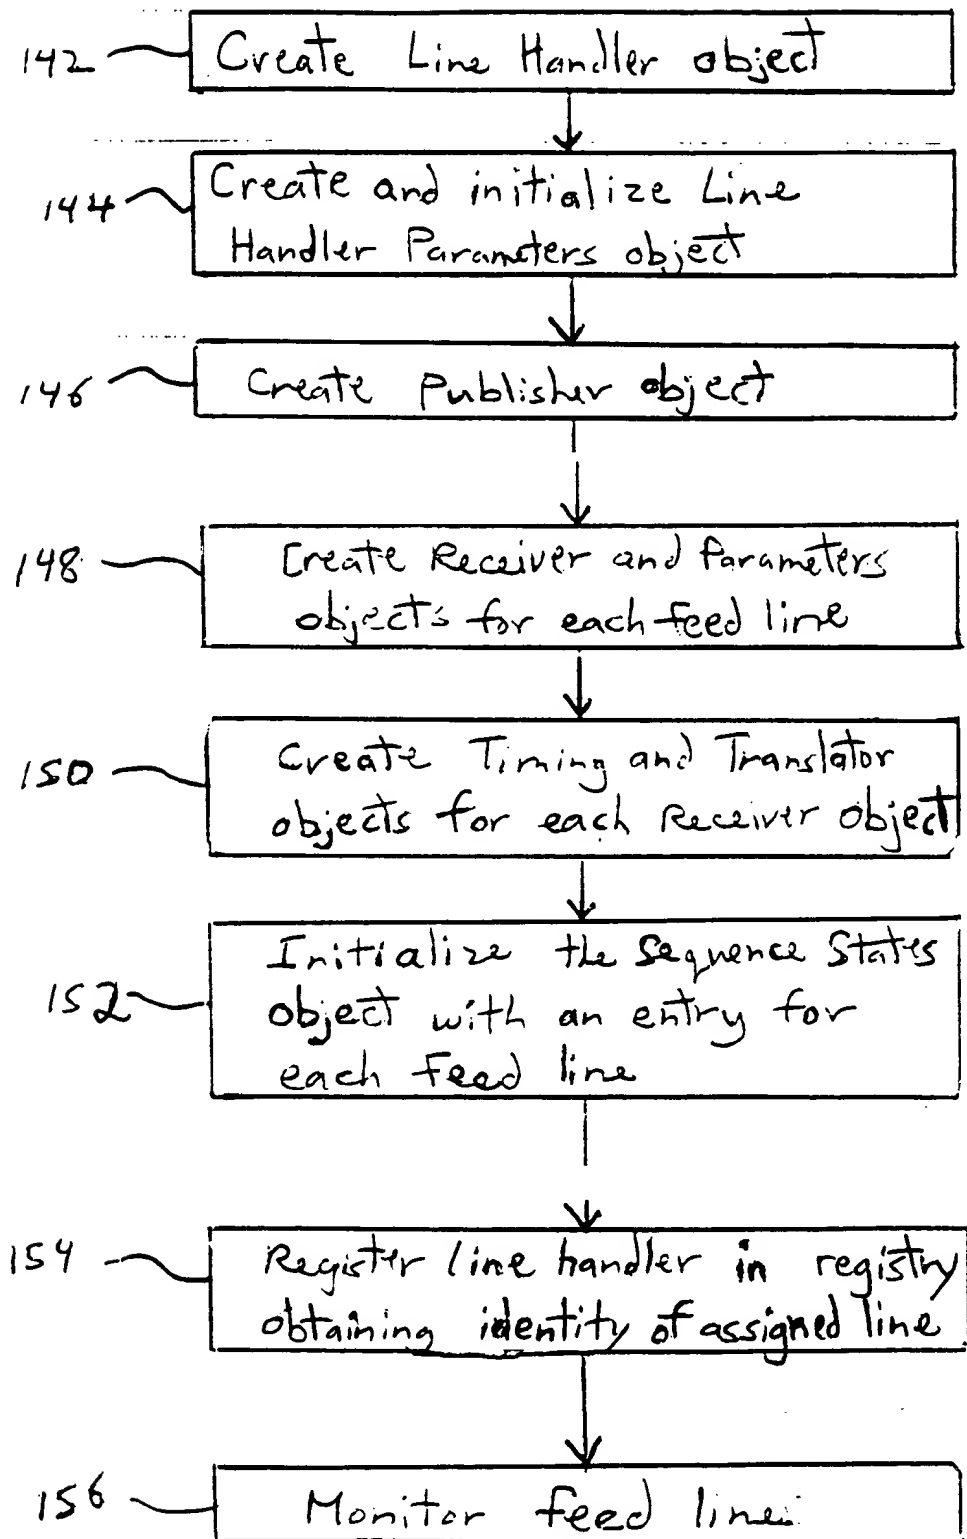 142
Create Line Handler object
144
Create and initialize Line
Handler Parameters object
146
Create Publisher object
148
Create Receiver and Parameters
objects for each feed line
150
Create Timing and Translator
objects for each Receiver object
152
Initialize the Sequence States
object with an entry for
each feed line
154
Register line handler in registry
obtaining identity of assigned line
156
Monitor feed line